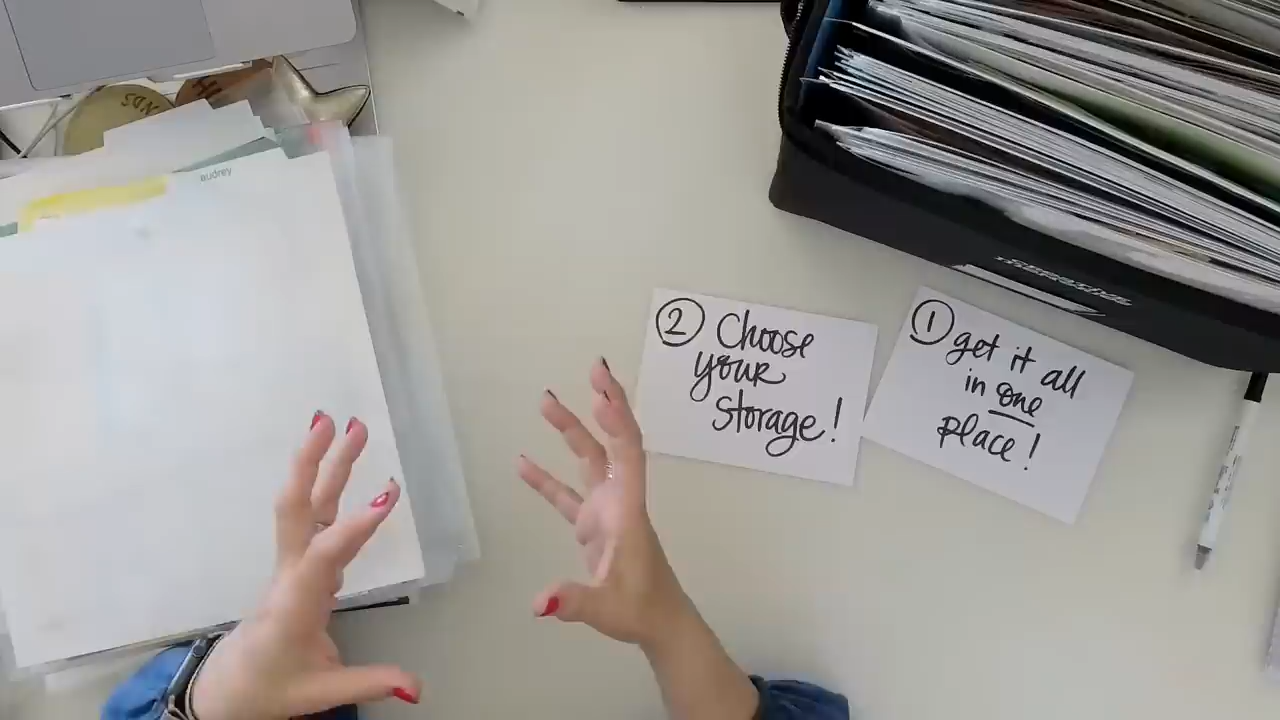 audrey
② Choose
your
Storage!
① get it all
in one
place!